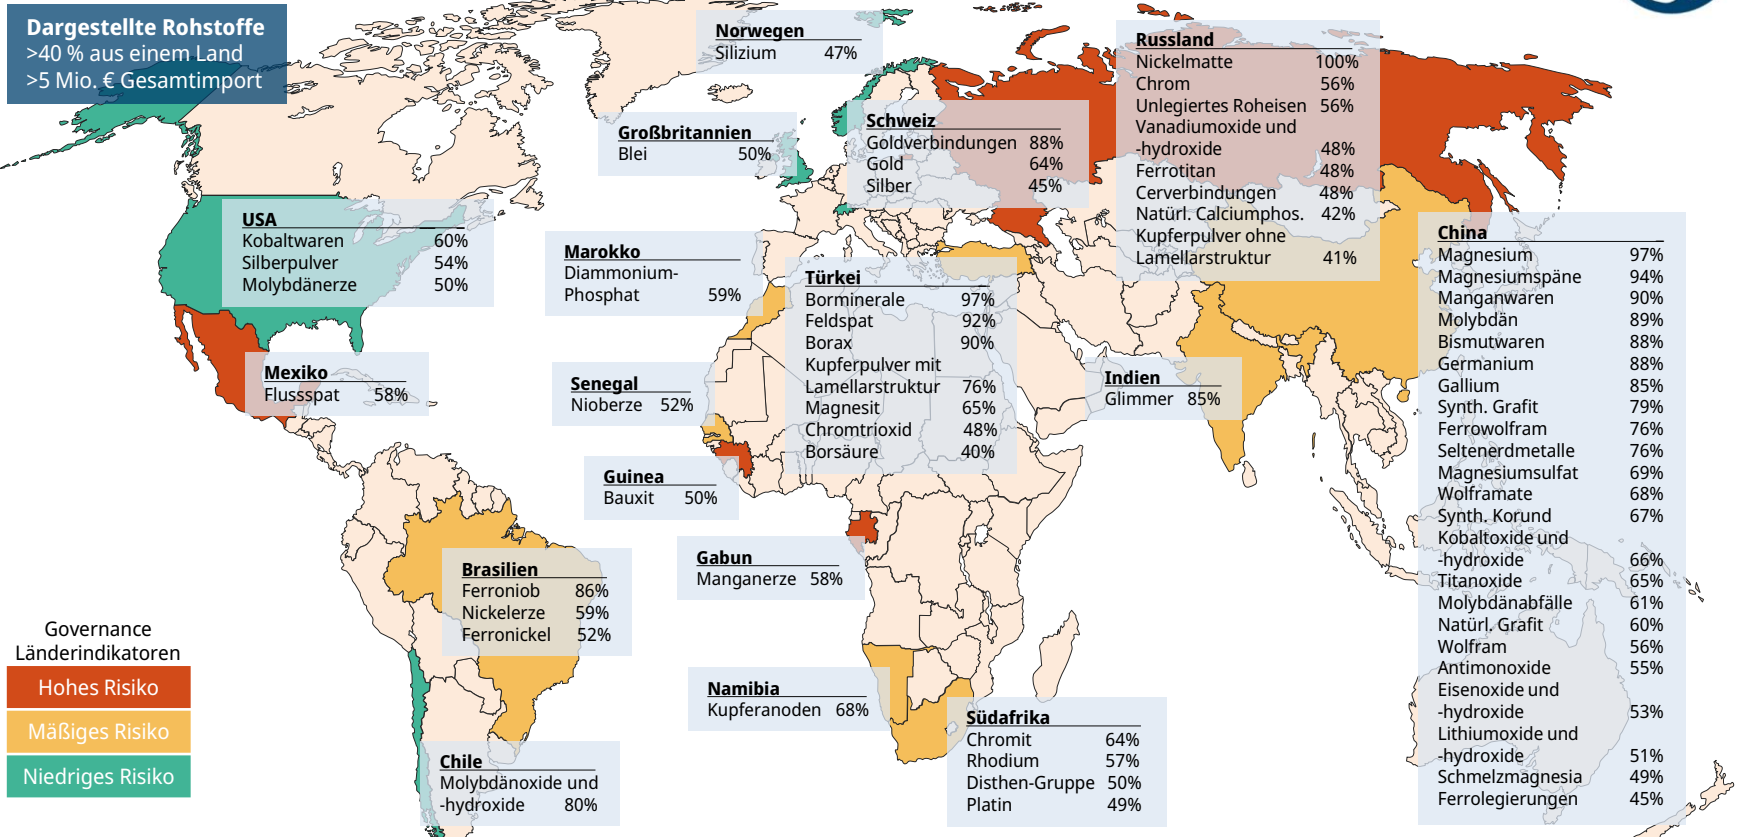 Dargestellte Rohstoffe
>40 % aus einem Land
>5 Mio. € Gesamtimport
Norwegen
Silizium 47%
Russland
Nickelmatte 100%
Chrom 56%
Unlegiertes Roheisen 56%
Vanadiumoxide und
-hydroxide 48%
Ferrotitan 48%
Cerverbindungen 48%
Natürl. Calciumphos. 42%
Kupferpulver ohne
Lamellarstruktur 41%
Großbritannien
Blei 50%
Schweiz
Goldverbindungen 88%
Gold 64%
Silber 45%
USA
Kobaltwaren 60%
Silberpulver 54%
Molybdänerze 50%
Marokko
Diammonium-
Phosphat 59%
Türkei
Borminerale 97%
Feldspat 92%
Borax 90%
Kupferpulver mit
Lamellarstruktur 76%
Magnesit 65%
Chromtrioxid 48%
Borsäure 40%
China
Magnesium 97%
Magnesiumspäne 94%
Manganwaren 90%
Molybdän 89%
Bismutwaren 88%
Germanium 88%
Gallium 85%
Synth. Grafit 79%
Ferrowolfram 76%
Seltenerdmetalle 76%
Magnesiumsulfat 69%
Wolframate 68%
Synth. Korund 67%
Kobaltoxide und
-hydroxide 66%
Titanoxide 65%
Molybdänabfälle 61%
Natürl. Grafit 60%
Wolfram 56%
Antimonoxide 55%
Eisenoxide und
-hydroxide 53%
Lithiumoxide und
-hydroxide 51%
Schmelzmagnesia 49%
Ferrolegierungen 45%
Mexiko
Flussspat 58%
Senegal
Nioberze 52%
Indien
Glimmer 85%
Guinea
Bauxit 50%
Gabun
Manganerze 58%
Brasilien
Ferroniob 86%
Nickelerze 59%
Ferronickel 52%
Namibia
Kupferanoden 68%
Südafrika
Chromit 64%
Rhodium 57%
Disthen-Gruppe 50%
Platin 49%
Chile
Molybdänoxide und
-hydroxide 80%
Governance
Länderindikatoren
Hohes Risiko
Mäßiges Risiko
Niedriges Risiko